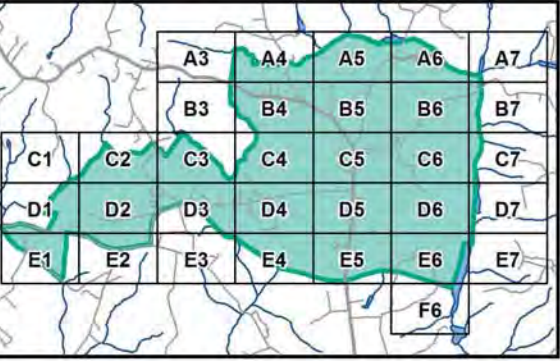 A3 A4 A5 A6 A7
B3 B4 B5 B6 B7
C1 C2 C3 C4 C5 C6 C7
D1 D2 D3 D4 D5 D6 D7
E1 E2 E3 E4 E5 E6 E7
F6